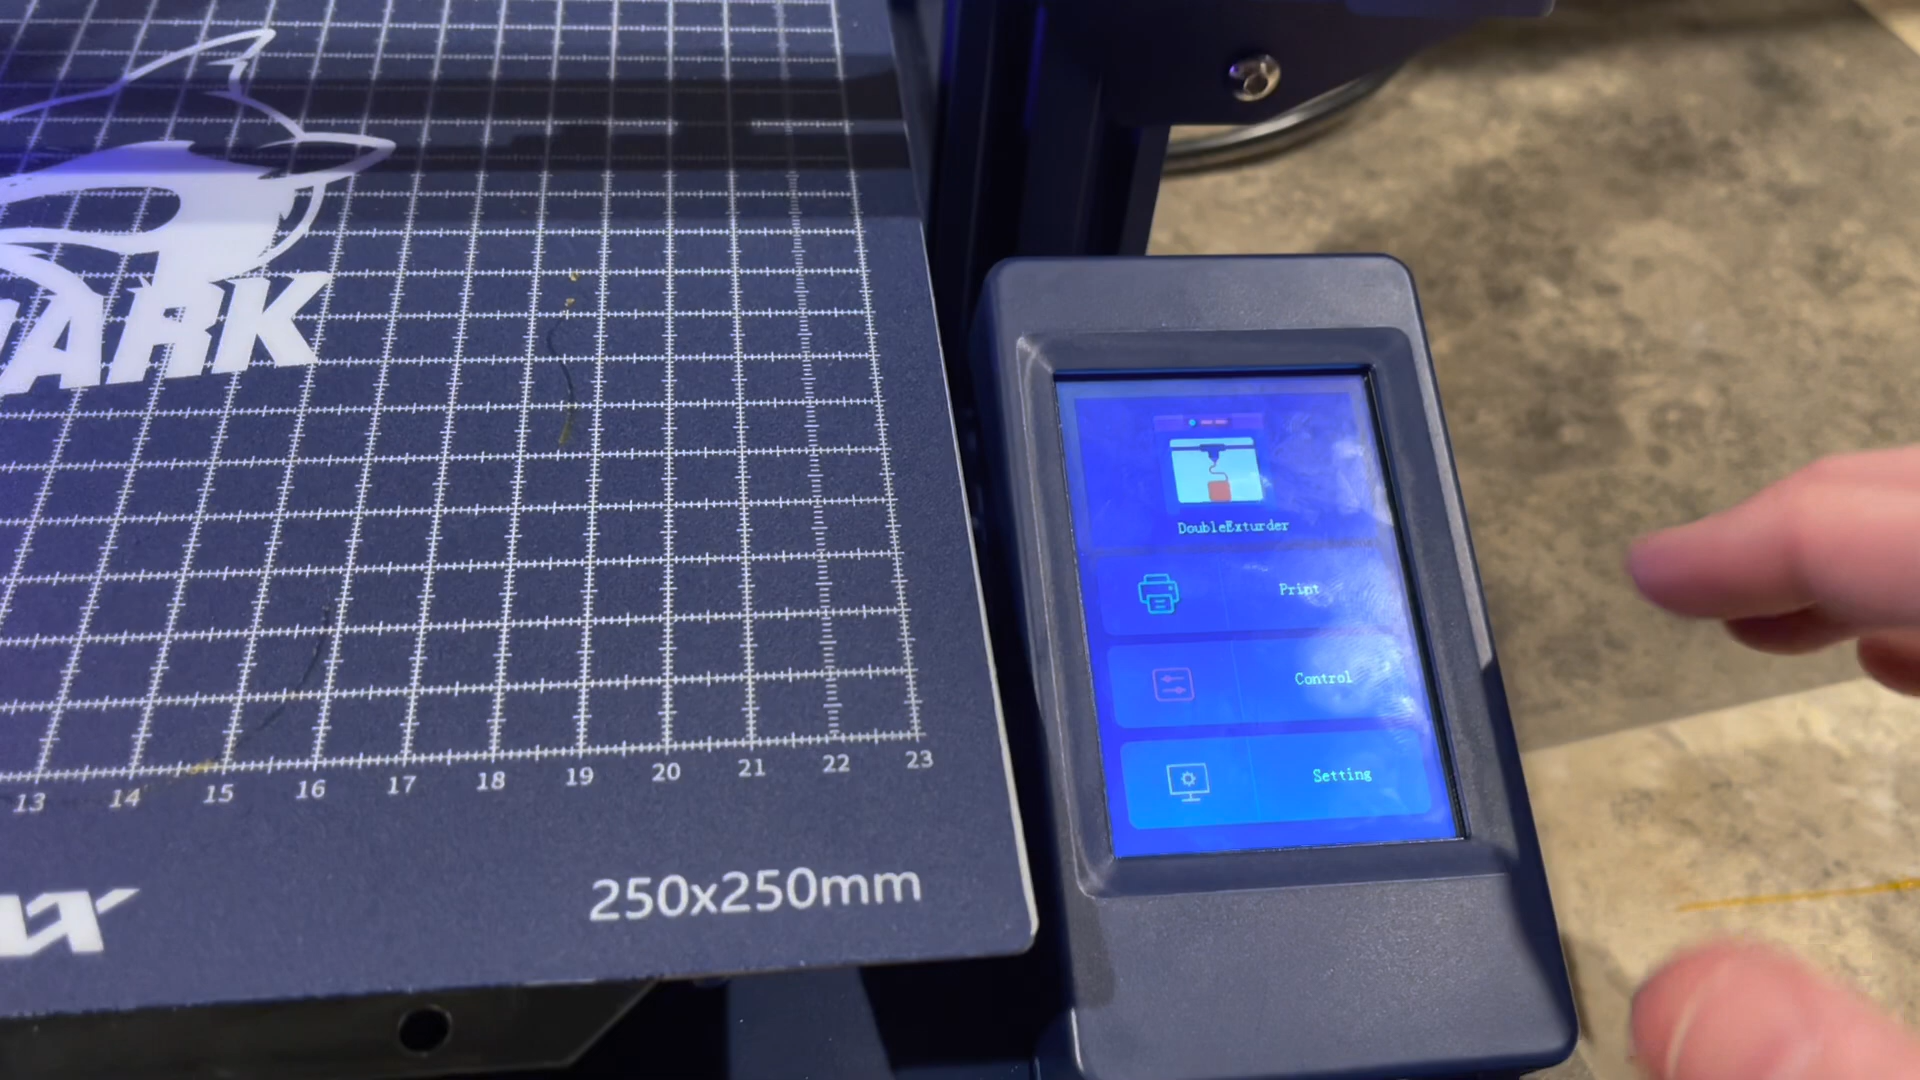 ARK
13 14 15 16 17 18 19 20 21 22 23
250x250mm
DoubleExturder
Print
Control
Setting